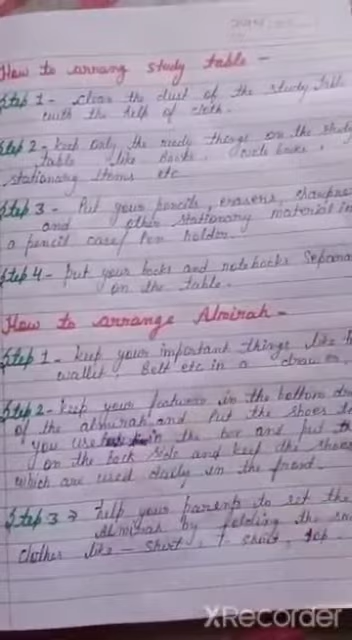 How to arrang study table -
Step 1 - clean the dust of the study table
with the help of cloth.
Step 2 - Keep only the needy things on the study
table like Books, note books,
stationary Items etc
Step 3 - Put your pencils, erasers,
and other stationary material in
a pencil case/ Pen holder
Step 4 - Put your books and notebooks
on the table.
How to arrange Almirah -
Step 1 - keep your important things like
wallet, Belt etc in a drawer.
Step 2 - keep your footwear in the bottom
of the almirah and Put the shoes
you use in the box and put
on the back side and keep the shoes
which are used daily in the front.
Step 3 → help your parents to set the
Almirah by folding the
clothes like - shirt, T-shirt, top.
XRecorder